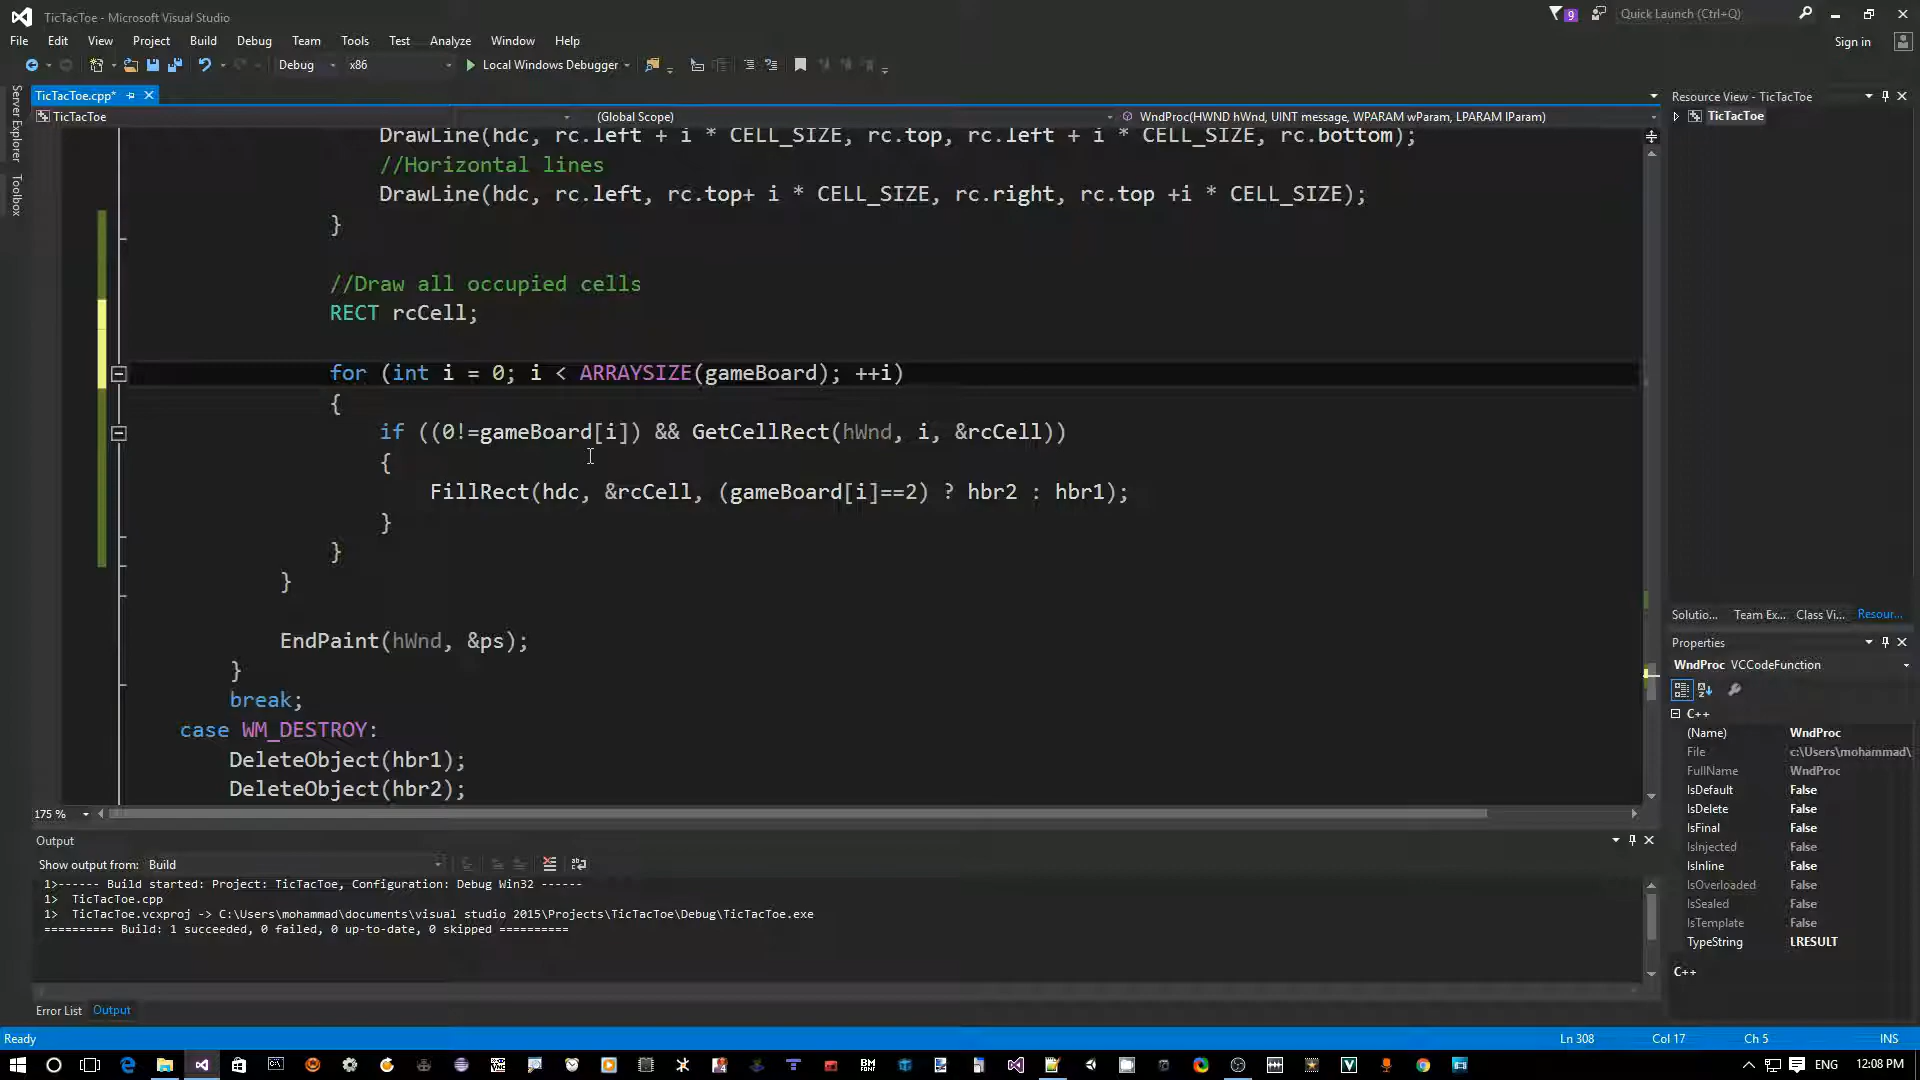 TicTacToe - Microsoft Visual Studio
9
Quick Launch (Ctrl+Q)
File Edit View Project Build Debug Team Tools Test Analyze Window Help
Sign in
Debug x86 Local Windows Debugger
Server Explorer
Toolbox
TicTacToe.cpp*
TicTacToe (Global Scope) WndProc(HWND hWnd, UINT message, WPARAM wParam, LPARAM lParam)
DrawLine(hdc, rc.left + i * CELL_SIZE, rc.top, rc.left + i * CELL_SIZE, rc.bottom);
//Horizontal lines
DrawLine(hdc, rc.left, rc.top+ i * CELL_SIZE, rc.right, rc.top +i * CELL_SIZE);
}
//Draw all occupied cells
RECT rcCell;
for (int i = 0; i < ARRAYSIZE(gameBoard); ++i)
{
if ((0!=gameBoard[i]) && GetCellRect(hWnd, i, &rcCell))
{
FillRect(hdc, &rcCell, (gameBoard[i]==2) ? hbr2 : hbr1);
}
}
}
EndPaint(hWnd, &ps);
}
break;
case WM_DESTROY:
DeleteObject(hbr1);
DeleteObject(hbr2);
175 %
Output
Show output from: Build
1>------ Build started: Project: TicTacToe, Configuration: Debug Win32 ------
1>  TicTacToe.cpp
1>  TicTacToe.vcxproj -> C:\Users\mohammad\documents\visual studio 2015\Projects\TicTacToe\Debug\TicTacToe.exe
========== Build: 1 succeeded, 0 failed, 0 up-to-date, 0 skipped ==========
Error List Output
Resource View - TicTacToe
TicTacToe
Solutio... Team Ex... Class Vi... Resour...
Properties
WndProc VCCodeFunction
C++
(Name) WndProc
File c:\Users\mohammad\
FullName WndProc
IsDefault False
IsDelete False
IsFinal False
IsInjected False
IsInline False
IsOverloaded False
IsSealed False
IsTemplate False
TypeString LRESULT
C++
Ready Ln 308 Col 17 Ch 5 INS
BM FONT
ENG 12:08 PM